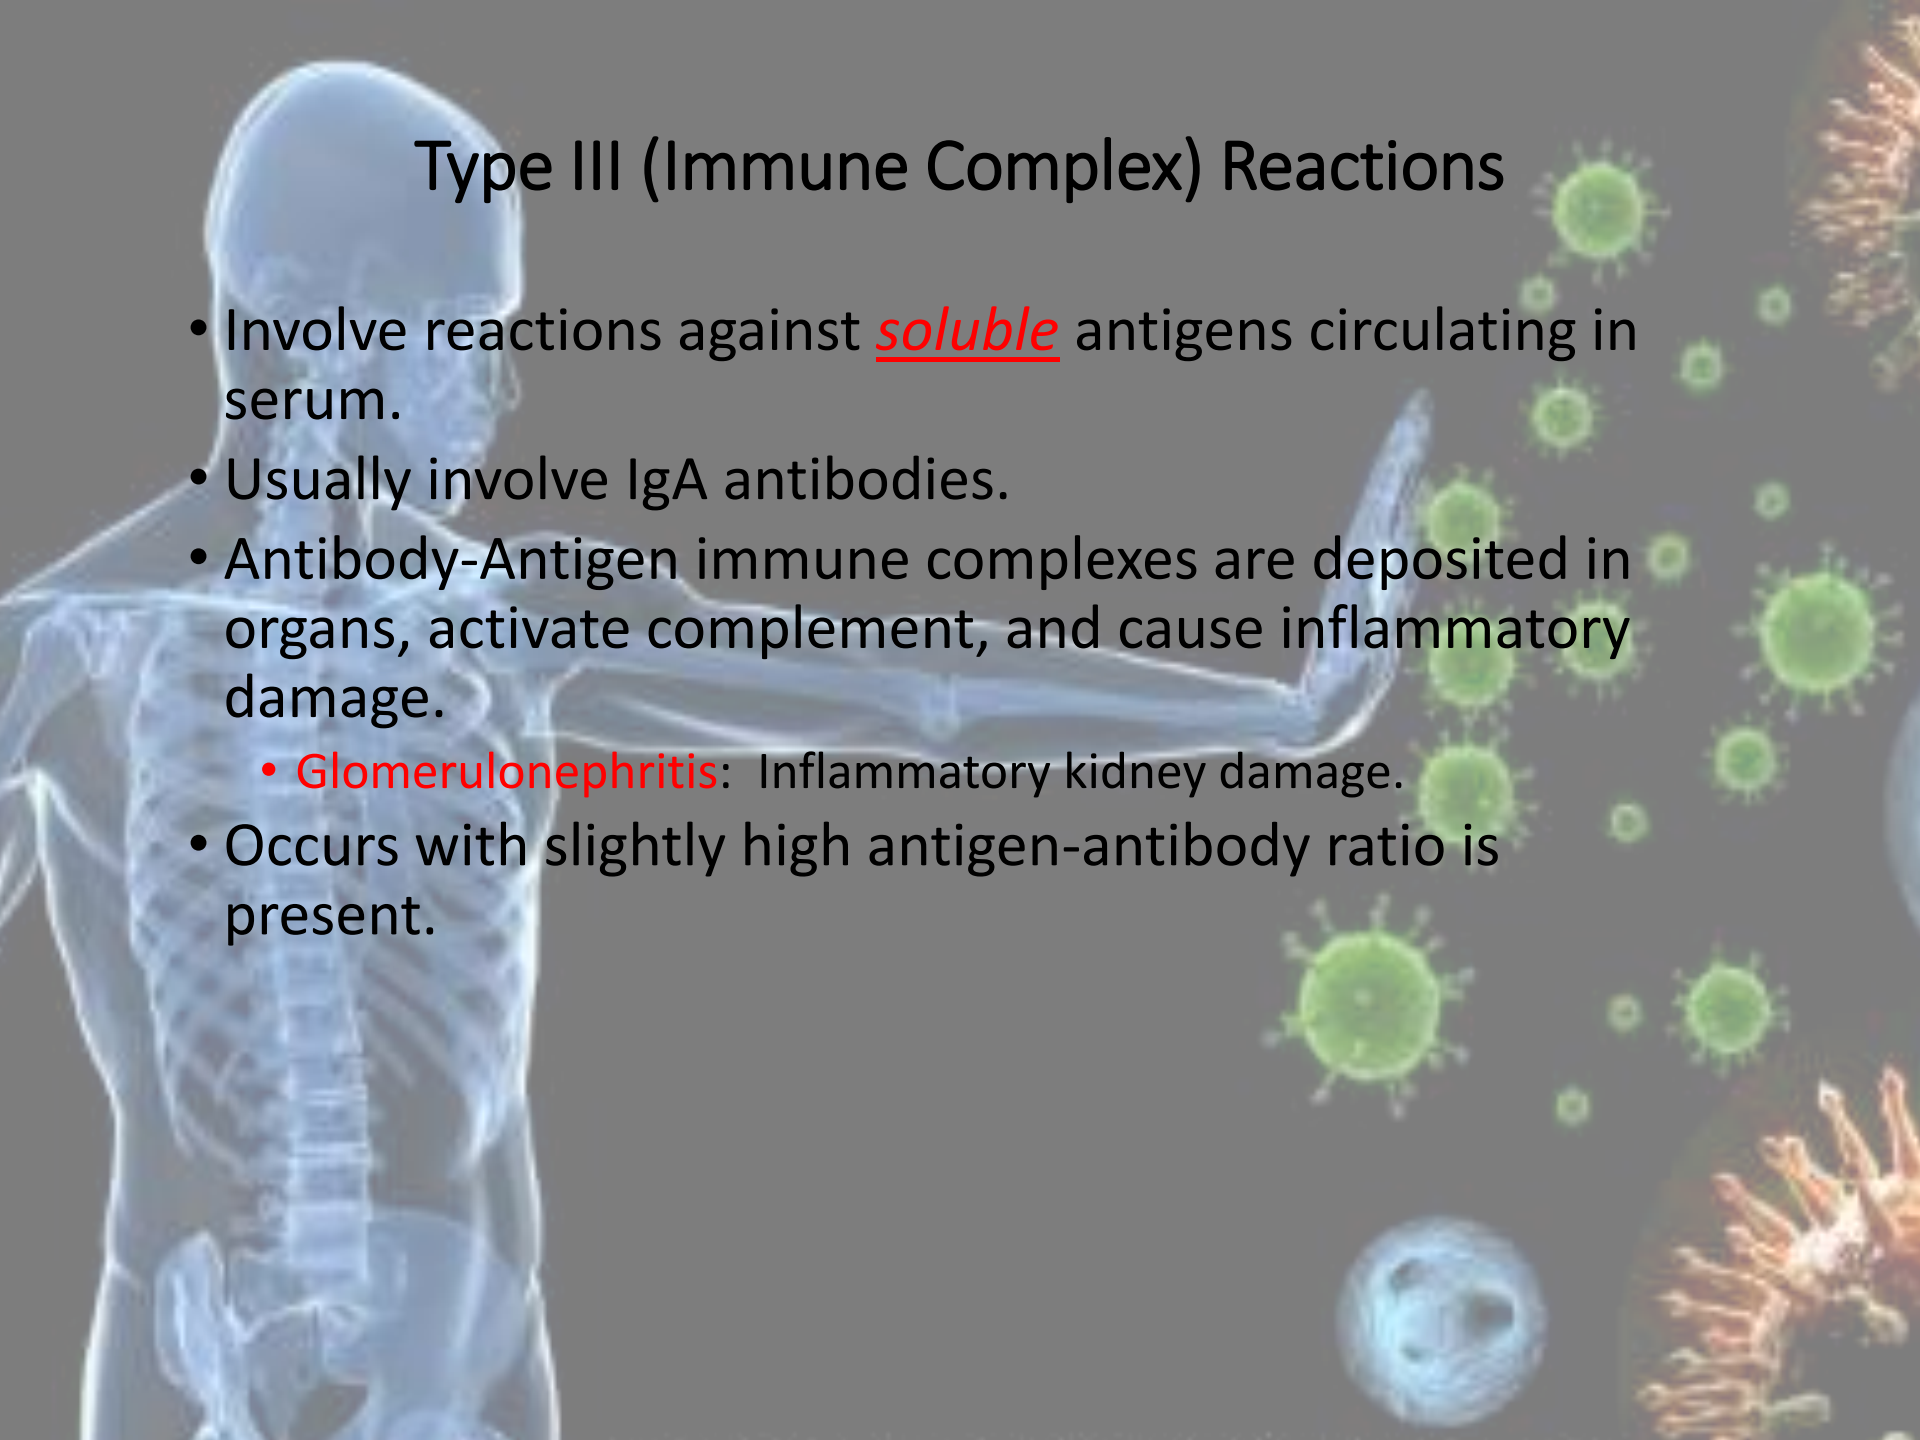 Type III (Immune Complex) Reactions
• Involve reactions against soluble antigens circulating in
serum.
• Usually involve IgA antibodies.
• Antibody-Antigen immune complexes are deposited in
organs, activate complement, and cause inflammatory
damage.
• Glomerulonephritis:  Inflammatory kidney damage.
• Occurs with slightly high antigen-antibody ratio is
present.